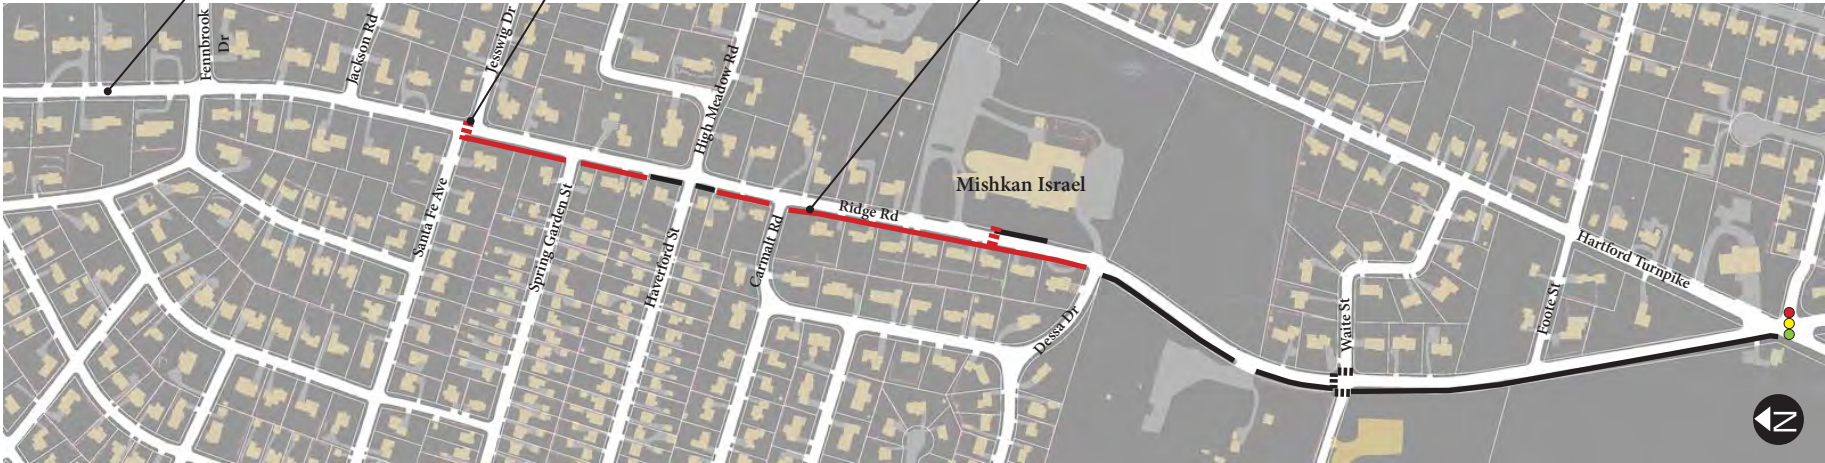 Fennbrook
Dr
Jackson Rd
Jesswig Dr
High Meadow Rd
Santa Fe Ave
Spring Garden St
Haverford St
Carmalt Rd
Ridge Rd
Mishkan Israel
Dessa Dr
Waite St
Foote St
Hartford Turnpike
N